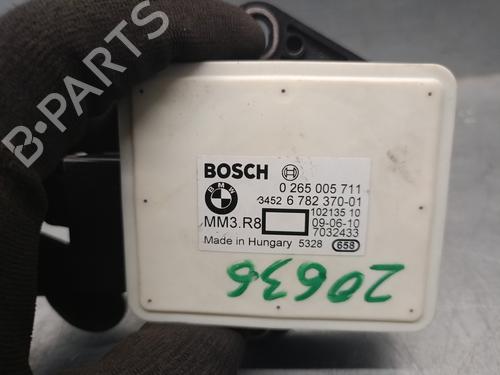 B-PARTS
BOSCH
0 265 005 711
BMW
3452 6 782 370-01
MM3.R8
102135 10
09-06-10
7032433
Made in Hungary 5328 658
20636